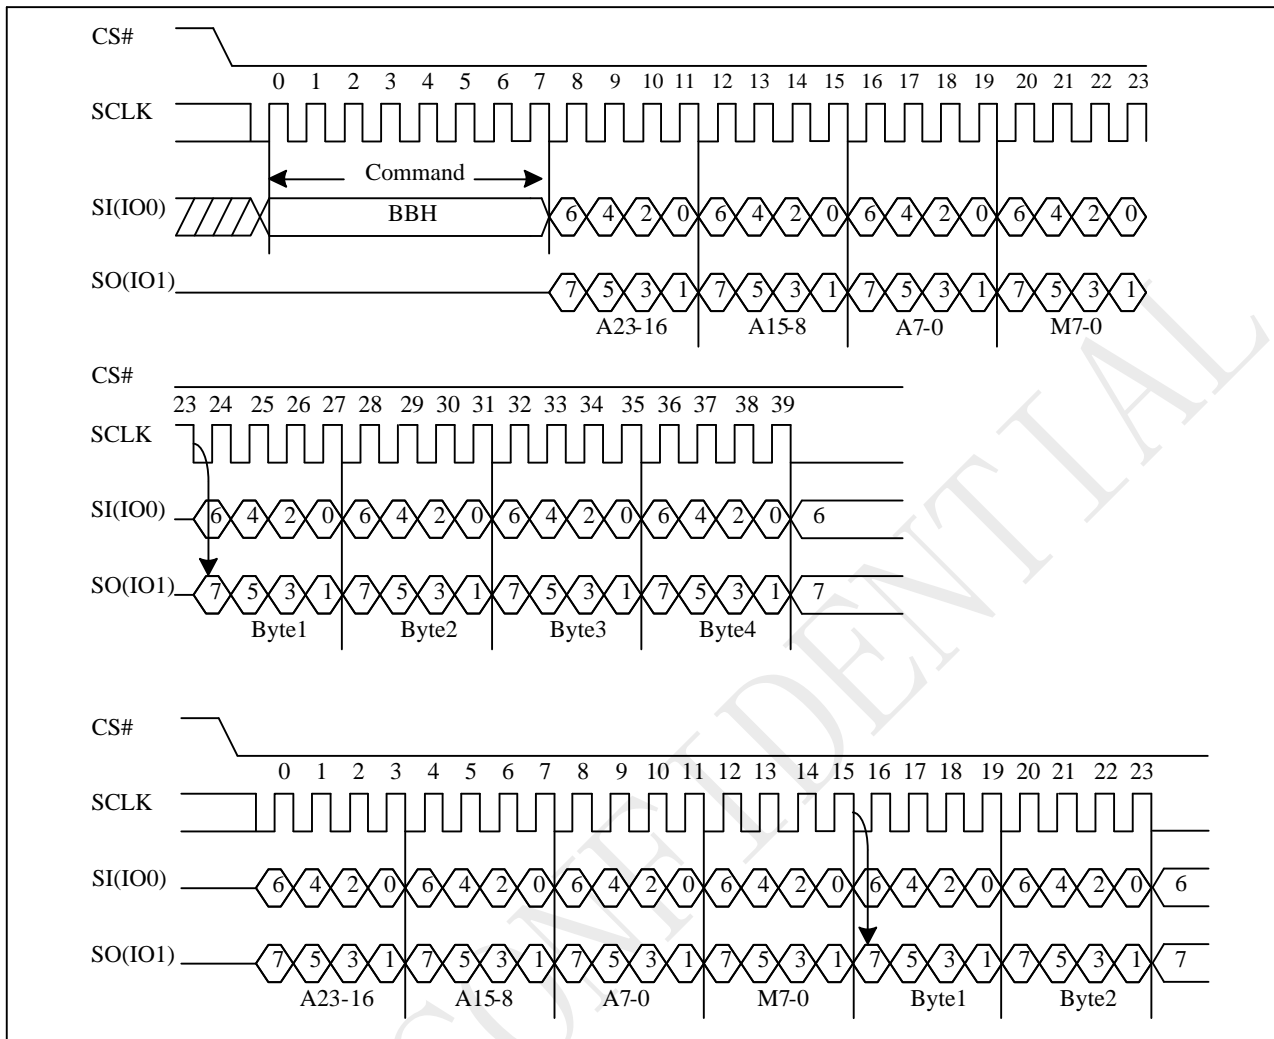 CS#
0 1 2 3 4 5 6 7 8 9 10 11 12 13 14 15 16 17 18 19 20 21 22 23
SCLK
Command
SI(IO0) BBH 6 4 2 0 6 4 2 0 6 4 2 0 6 4 2 0
SO(IO1) 7 5 3 1 7 5 3 1 7 5 3 1 7 5 3 1
A23-16 A15-8 A7-0 M7-0
CS#
23 24 25 26 27 28 29 30 31 32 33 34 35 36 37 38 39
SCLK
SI(IO0) 6 4 2 0 6 4 2 0 6 4 2 0 6 4 2 0 6
SO(IO1) 7 5 3 1 7 5 3 1 7 5 3 1 7 5 3 1 7
Byte1 Byte2 Byte3 Byte4
CS#
0 1 2 3 4 5 6 7 8 9 10 11 12 13 14 15 16 17 18 19 20 21 22 23
SCLK
SI(IO0) 6 4 2 0 6 4 2 0 6 4 2 0 6 4 2 0 6 4 2 0 6 4 2 0 6
SO(IO1) 7 5 3 1 7 5 3 1 7 5 3 1 7 5 3 1 7 5 3 1 7 5 3 1 7
A23-16 A15-8 A7-0 M7-0 Byte1 Byte2
CONFIDENTIAL